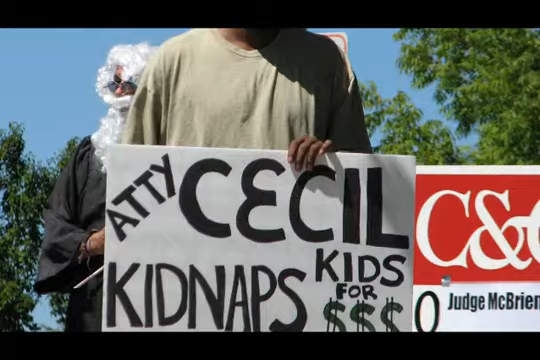 ATTY CECIL
KIDNAPS KIDS
FOR
$$$
C&
Judge McBrien